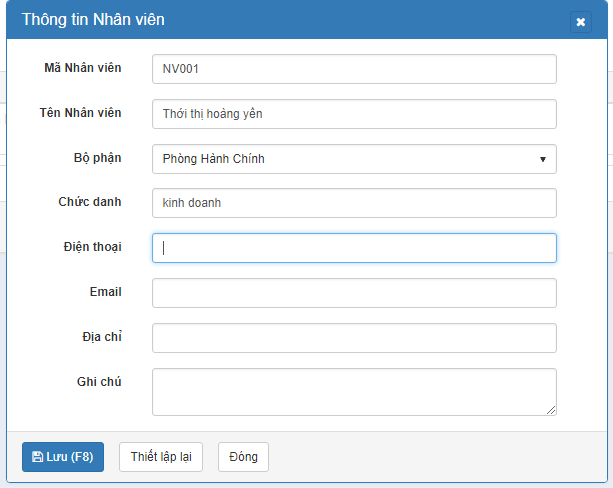 Thông tin Nhân viên
Mã Nhân viên NV001
Tên Nhân viên Thới thị hoảng yến
Bộ phận Phòng Hành Chính
Chức danh kinh doanh
Điện thoại
Email
Địa chỉ
Ghi chú
Lưu (F8) Thiết lập lại Đóng